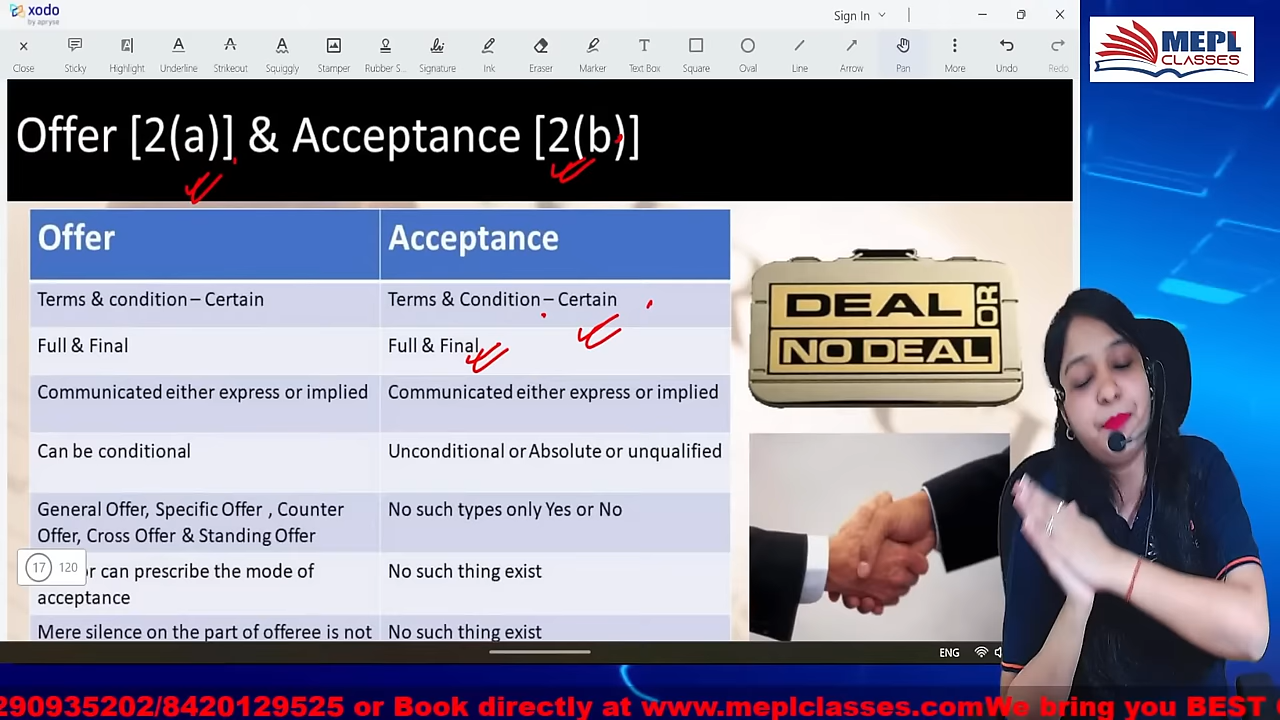 xodo
by apryse
Sign In
Close
Sticky
Highlight
Underline
Strikeout
Squiggly
Stamper
Rubber
Signature
Eraser
Marker
Text Box
Square
Oval
Line
Arrow
Pan
More
Undo
Redo
MEPL
CLASSES
Offer [2(a)] & Acceptance [2(b)]
Offer
Acceptance
Terms & condition – Certain
Terms & Condition – Certain
Full & Final
Full & Final
Communicated either express or implied
Communicated either express or implied
Can be conditional
Unconditional or Absolute or unqualified
General Offer, Specific Offer , Counter
Offer, Cross Offer & Standing Offer
No such types only Yes or No
17 120
r can prescribe the mode of
acceptance
No such thing exist
Mere silence on the part of offeree is not
No such thing exist
DEAL OR
NO DEAL
ENG
290935202/8420129525 or Book directly at www.meplclasses.comWe bring you BEST